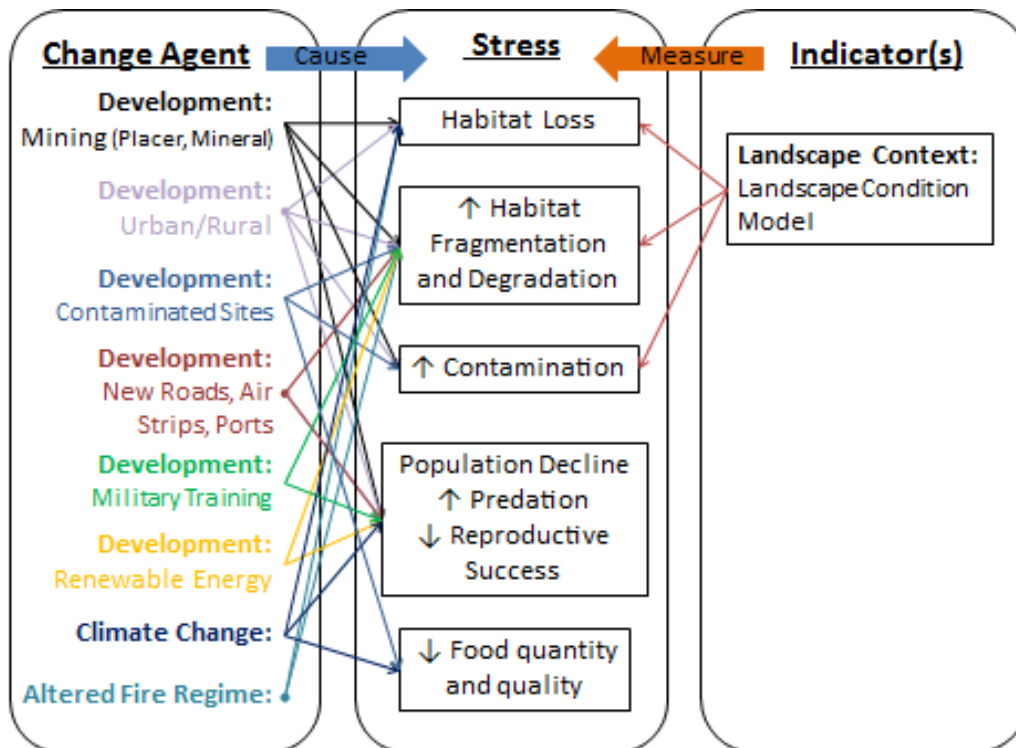 Change Agent
Cause
Stress
Measure
Indicator(s)
Development:
Mining (Placer, Mineral)
Development:
Urban/Rural
Development:
Contaminated Sites
Development:
New Roads, Air
Strips, Ports
Development:
Military Training
Development:
Renewable Energy
Climate Change:
Altered Fire Regime:
Habitat Loss
↑ Habitat
Fragmentation
and Degradation
↑ Contamination
Population Decline
↑ Predation
↓ Reproductive
Success
↓ Food quantity
and quality
Landscape Context:
Landscape Condition
Model